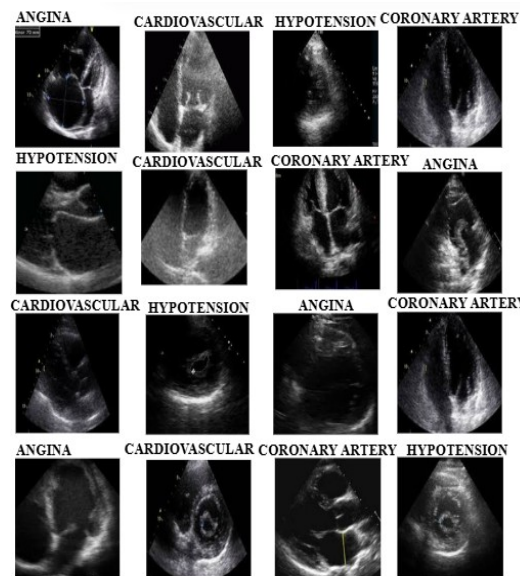 ANGINA CARDIOVASCULAR HYPOTENSION CORONARY ARTERY
HYPOTENSION CARDIOVASCULAR CORONARY ARTERY ANGINA
CARDIOVASCULAR HYPOTENSION ANGINA CORONARY ARTERY
ANGINA CARDIOVASCULAR CORONARY ARTERY HYPOTENSION